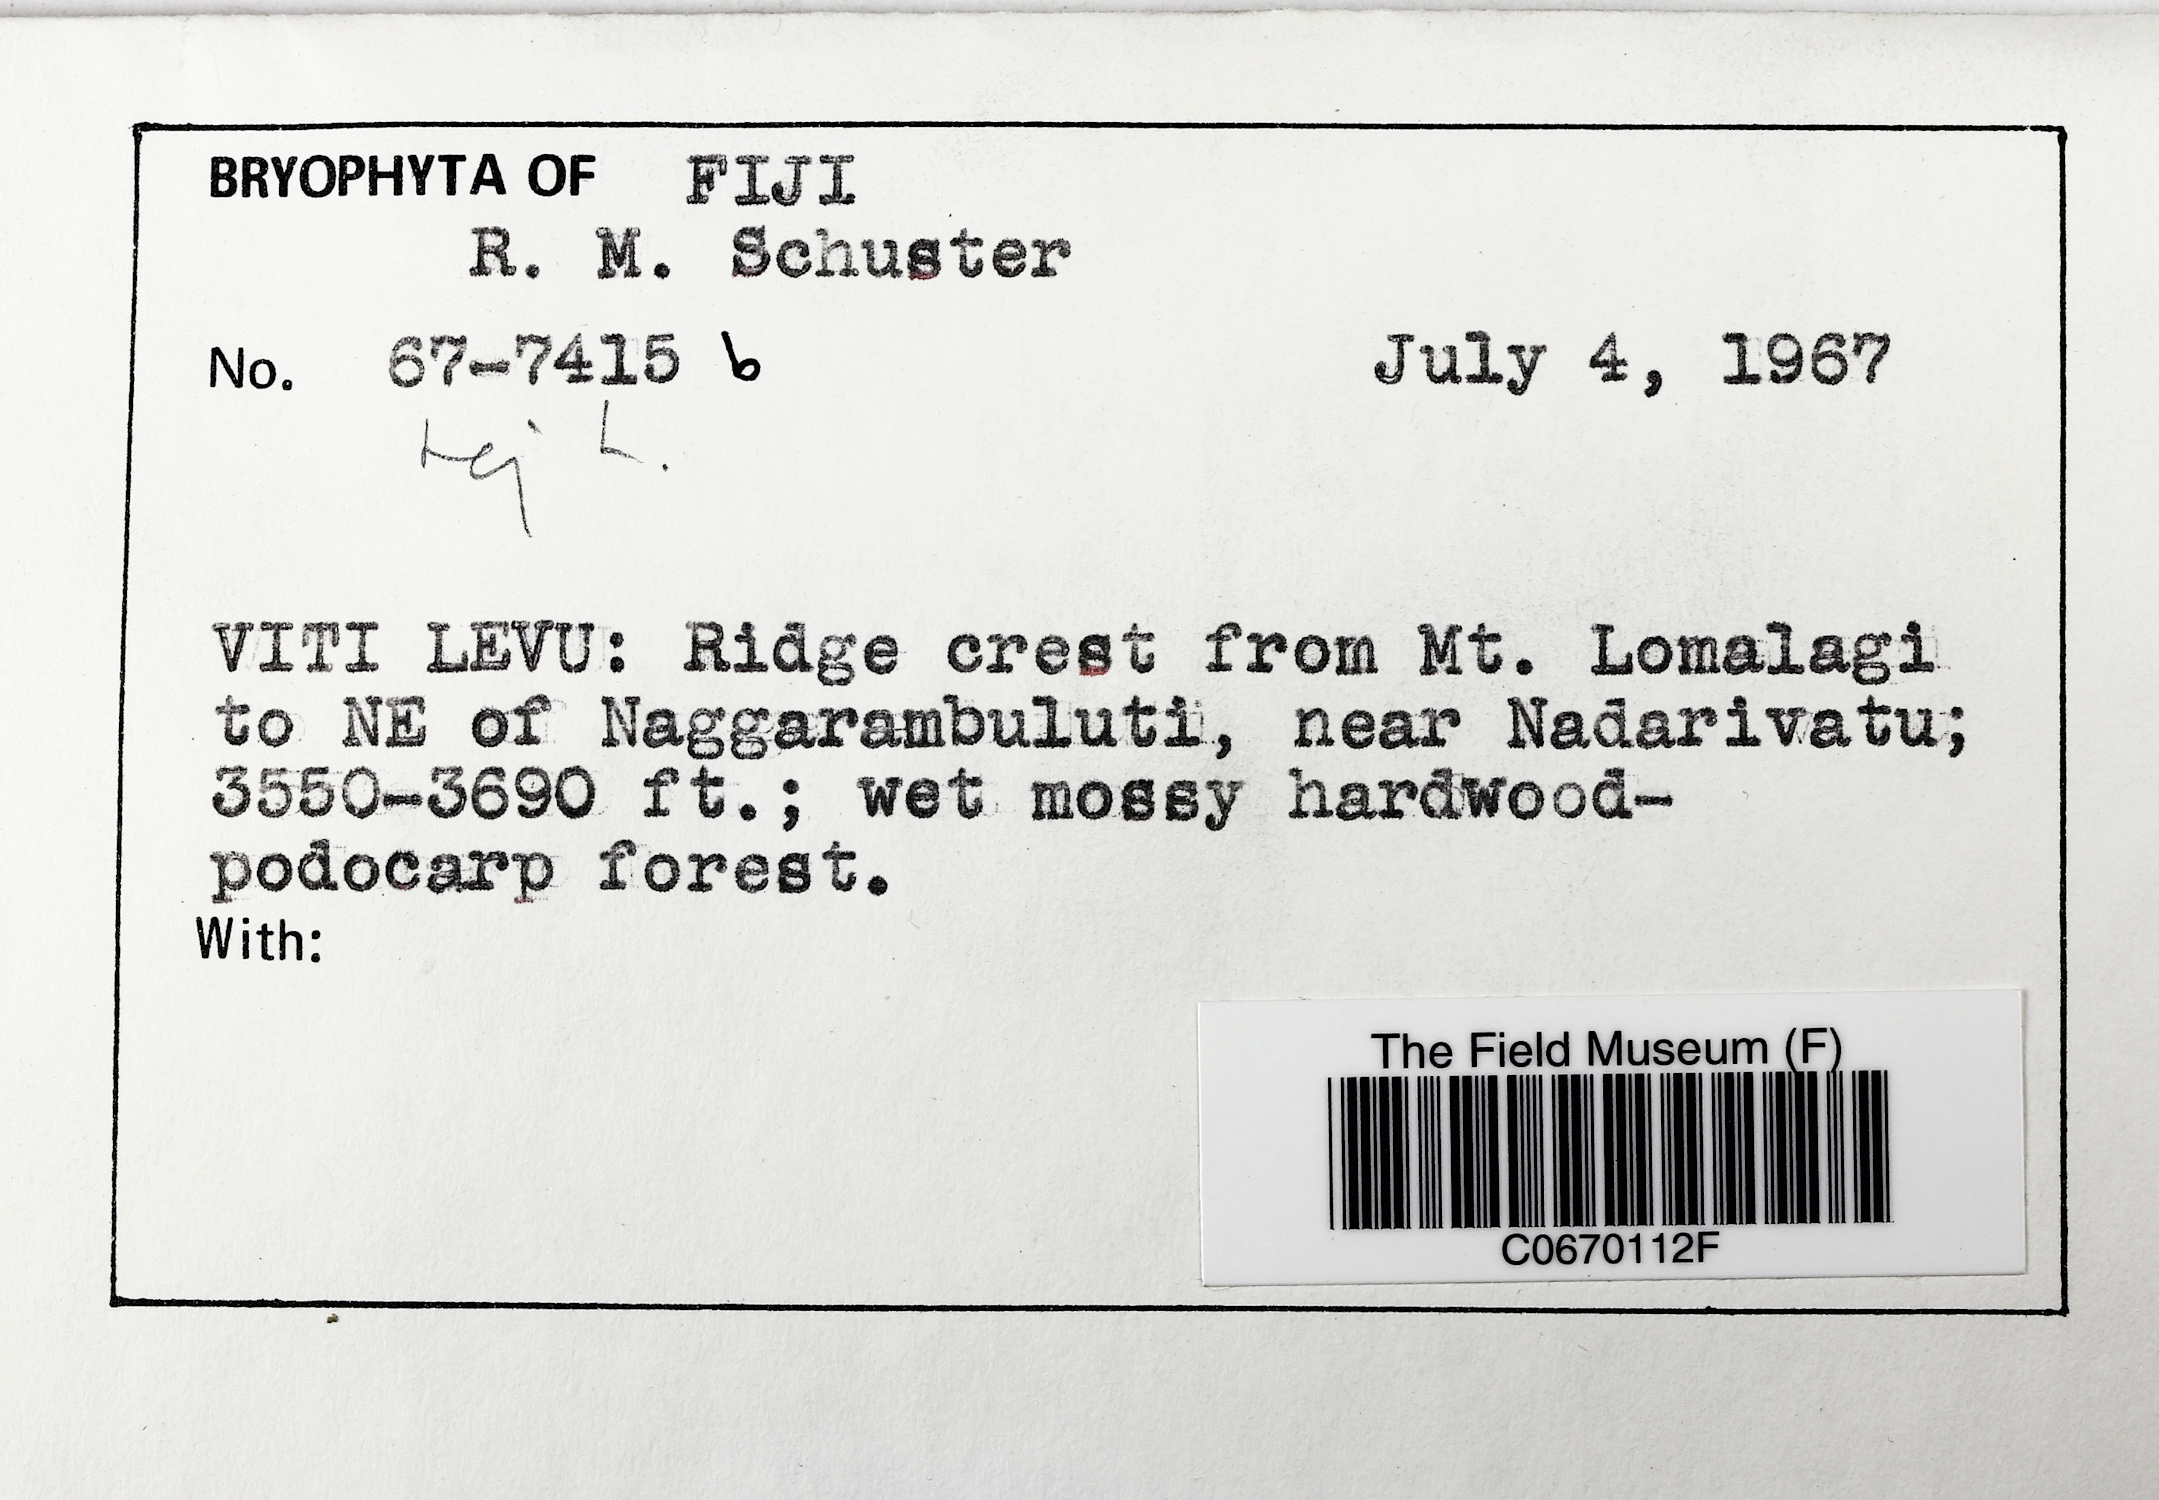 BRYOPHYTA OF FIJI
R. M. Schuster
No. 67-7415 b July 4, 1967
Lej L.
VITI LEVU: Ridge crest from Mt. Lomalagi
to NE of Naggarambuluti, near Nadarivatu;
3550-3690 ft.; wet mossy hardwood-
podocarp forest.
With:
The Field Museum (F)
C0670112F